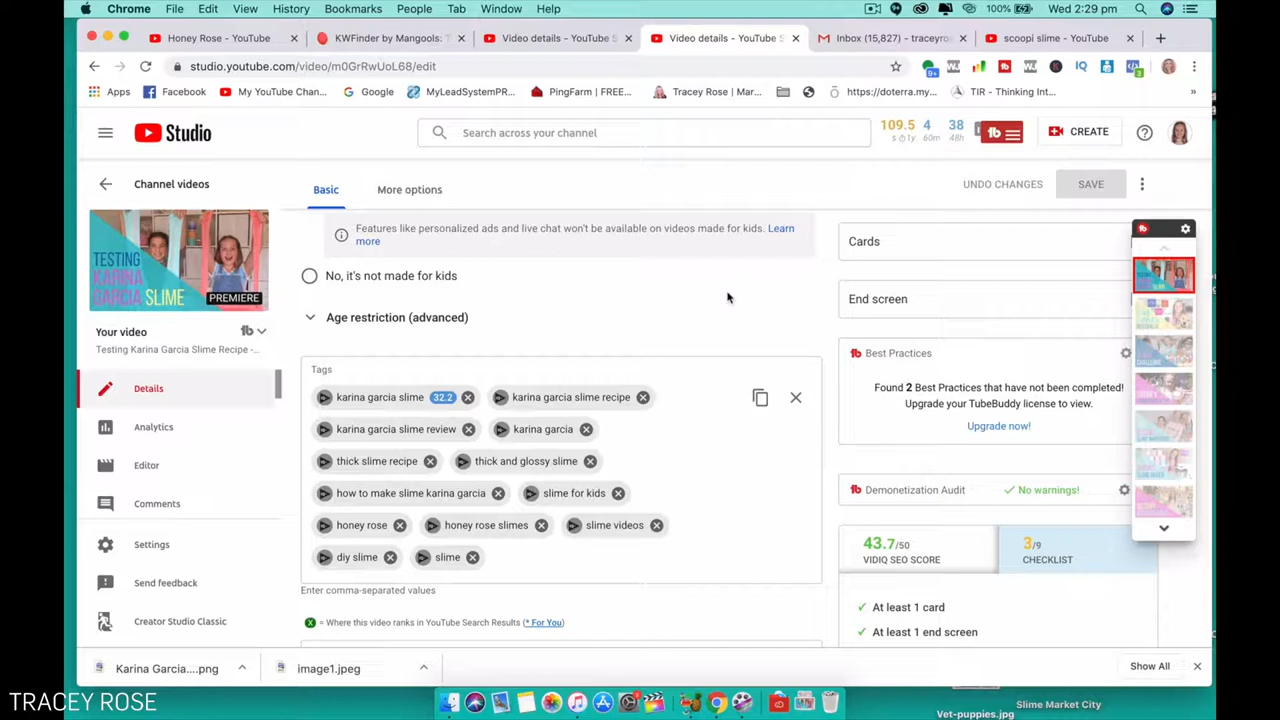 Chrome File Edit View History Bookmarks People Tab Window Help 100% Wed 2:29 pm
Honey Rose - YouTube KWFinder by Mangools: T Video details - YouTube S Video details - YouTube S Inbox (15,827) - traceyros scoopi slime - YouTube
studio.youtube.com/video/m0GrRwUoL68/edit
Apps Facebook My YouTube Chan... Google MyLeadSystemPR... PingFarm | FREE... Tracey Rose | Mar... https://doterra.my... TIR - Thinking Int...
Studio Search across your channel 109.5 4 38 CREATE
s 1y 60m 48h
Channel videos Basic More options UNDO CHANGES SAVE
TESTING KARINA GARCIA SLIME PREMIERE
Features like personalized ads and live chat won't be available on videos made for kids. Learn
more
Cards
No, it's not made for kids
End screen
Age restriction (advanced)
Your video
Testing Karina Garcia Slime Recipe -...
Best Practices
Found 2 Best Practices that have not been completed!
Upgrade your TubeBuddy license to view.
Upgrade now!
Tags
karina garcia slime 32.2 karina garcia slime recipe
karina garcia slime review karina garcia
thick slime recipe thick and glossy slime
how to make slime karina garcia slime for kids
honey rose honey rose slimes slime videos
diy slime slime
Details
Analytics
Editor
Comments
Settings
Send feedback
Creator Studio Classic
Demonetization Audit No warnings!
43.7/50 3/9
VIDIQ SEO SCORE CHECKLIST
At least 1 card
At least 1 end screen
Enter comma-separated values
= Where this video ranks in YouTube Search Results (* For You)
Karina Garcia....png image1.jpeg Show All
TRACEY ROSE
Slime Market City
Vet-puppies.jpg